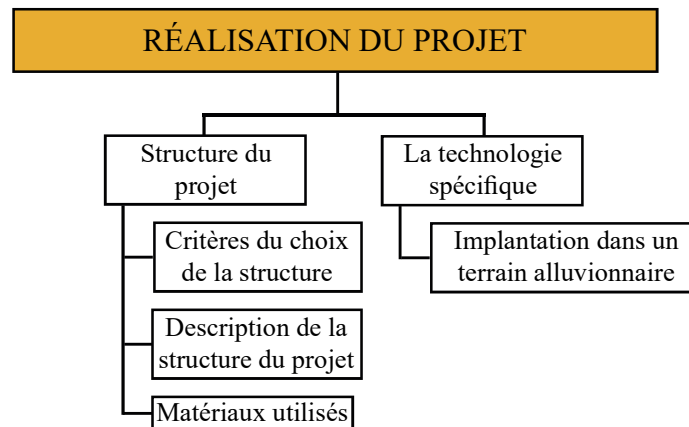 RÉALISATION DU PROJET
Structure du
projet
Critères du choix
de la structure
Description de la
structure du projet
Matériaux utilisés
La technologie
spécifique
Implantation dans un
terrain alluvionnaire